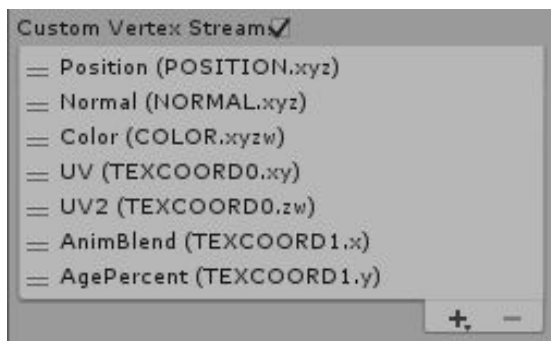 Custom Vertex Streams
Position (POSITION.xyz)
Normal (NORMAL.xyz)
Color (COLOR.xyzw)
UV (TEXCOORD0.xy)
UV2 (TEXCOORD0.zw)
AnimBlend (TEXCOORD1.x)
AgePercent (TEXCOORD1.y)